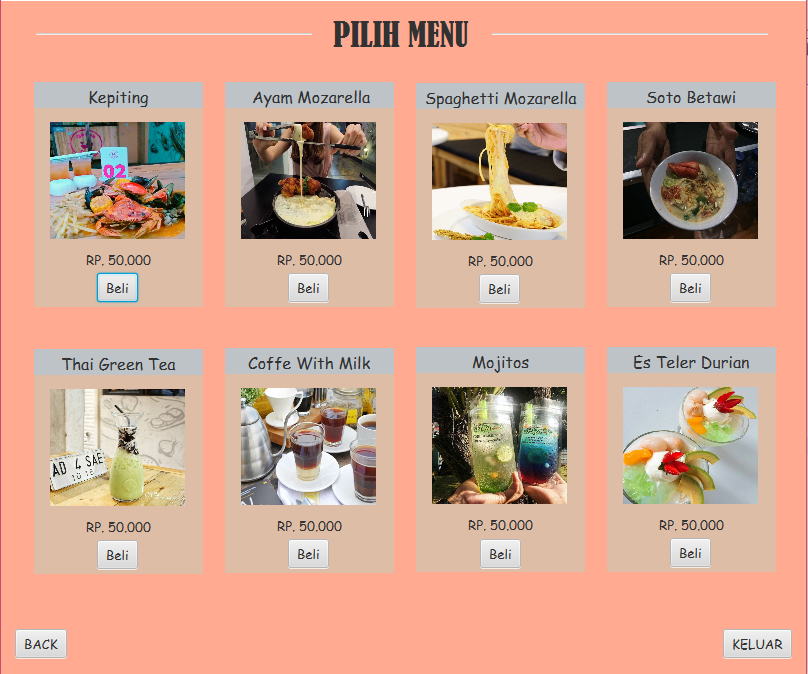 PILIH MENU
Kepiting
Ayam Mozarella
Spaghetti Mozarella
Soto Betawi
02
RP. 50,000
RP. 50,000
RP. 50,000
RP. 50,000
Beli
Beli
Beli
Beli
Thai Green Tea
Coffe With Milk
Mojitos
Es Teler Durian
AD 4 SAE
RP. 50,000
RP. 50,000
RP. 50,000
RP. 50,000
Beli
Beli
Beli
Beli
BACK
KELUAR